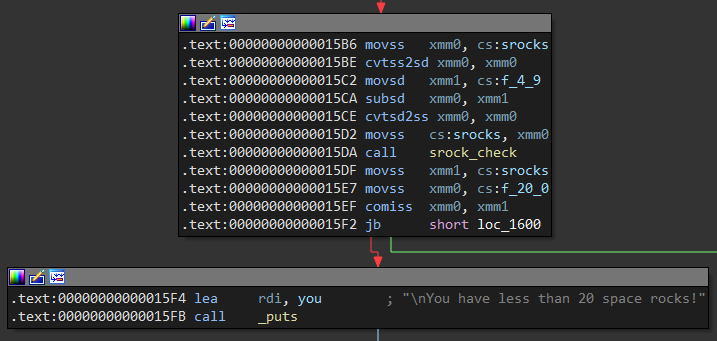 .text:00000000000015B6 movss xmm0, cs:srocks
.text:00000000000015BE cvtss2sd xmm0, xmm0
.text:00000000000015C2 movsd xmm1, cs:f_4_9
.text:00000000000015CA subsd xmm0, xmm1
.text:00000000000015CE cvtsd2ss xmm0, xmm0
.text:00000000000015D2 movss cs:srocks, xmm0
.text:00000000000015DA call srock_check
.text:00000000000015DF movss xmm1, cs:srocks
.text:00000000000015E7 movss xmm0, cs:f_20_0
.text:00000000000015EF comiss xmm0, xmm1
.text:00000000000015F2 jb short loc_1600
.text:00000000000015F4 lea rdi, you ; "\nYou have less than 20 space rocks!"
.text:00000000000015FB call _puts